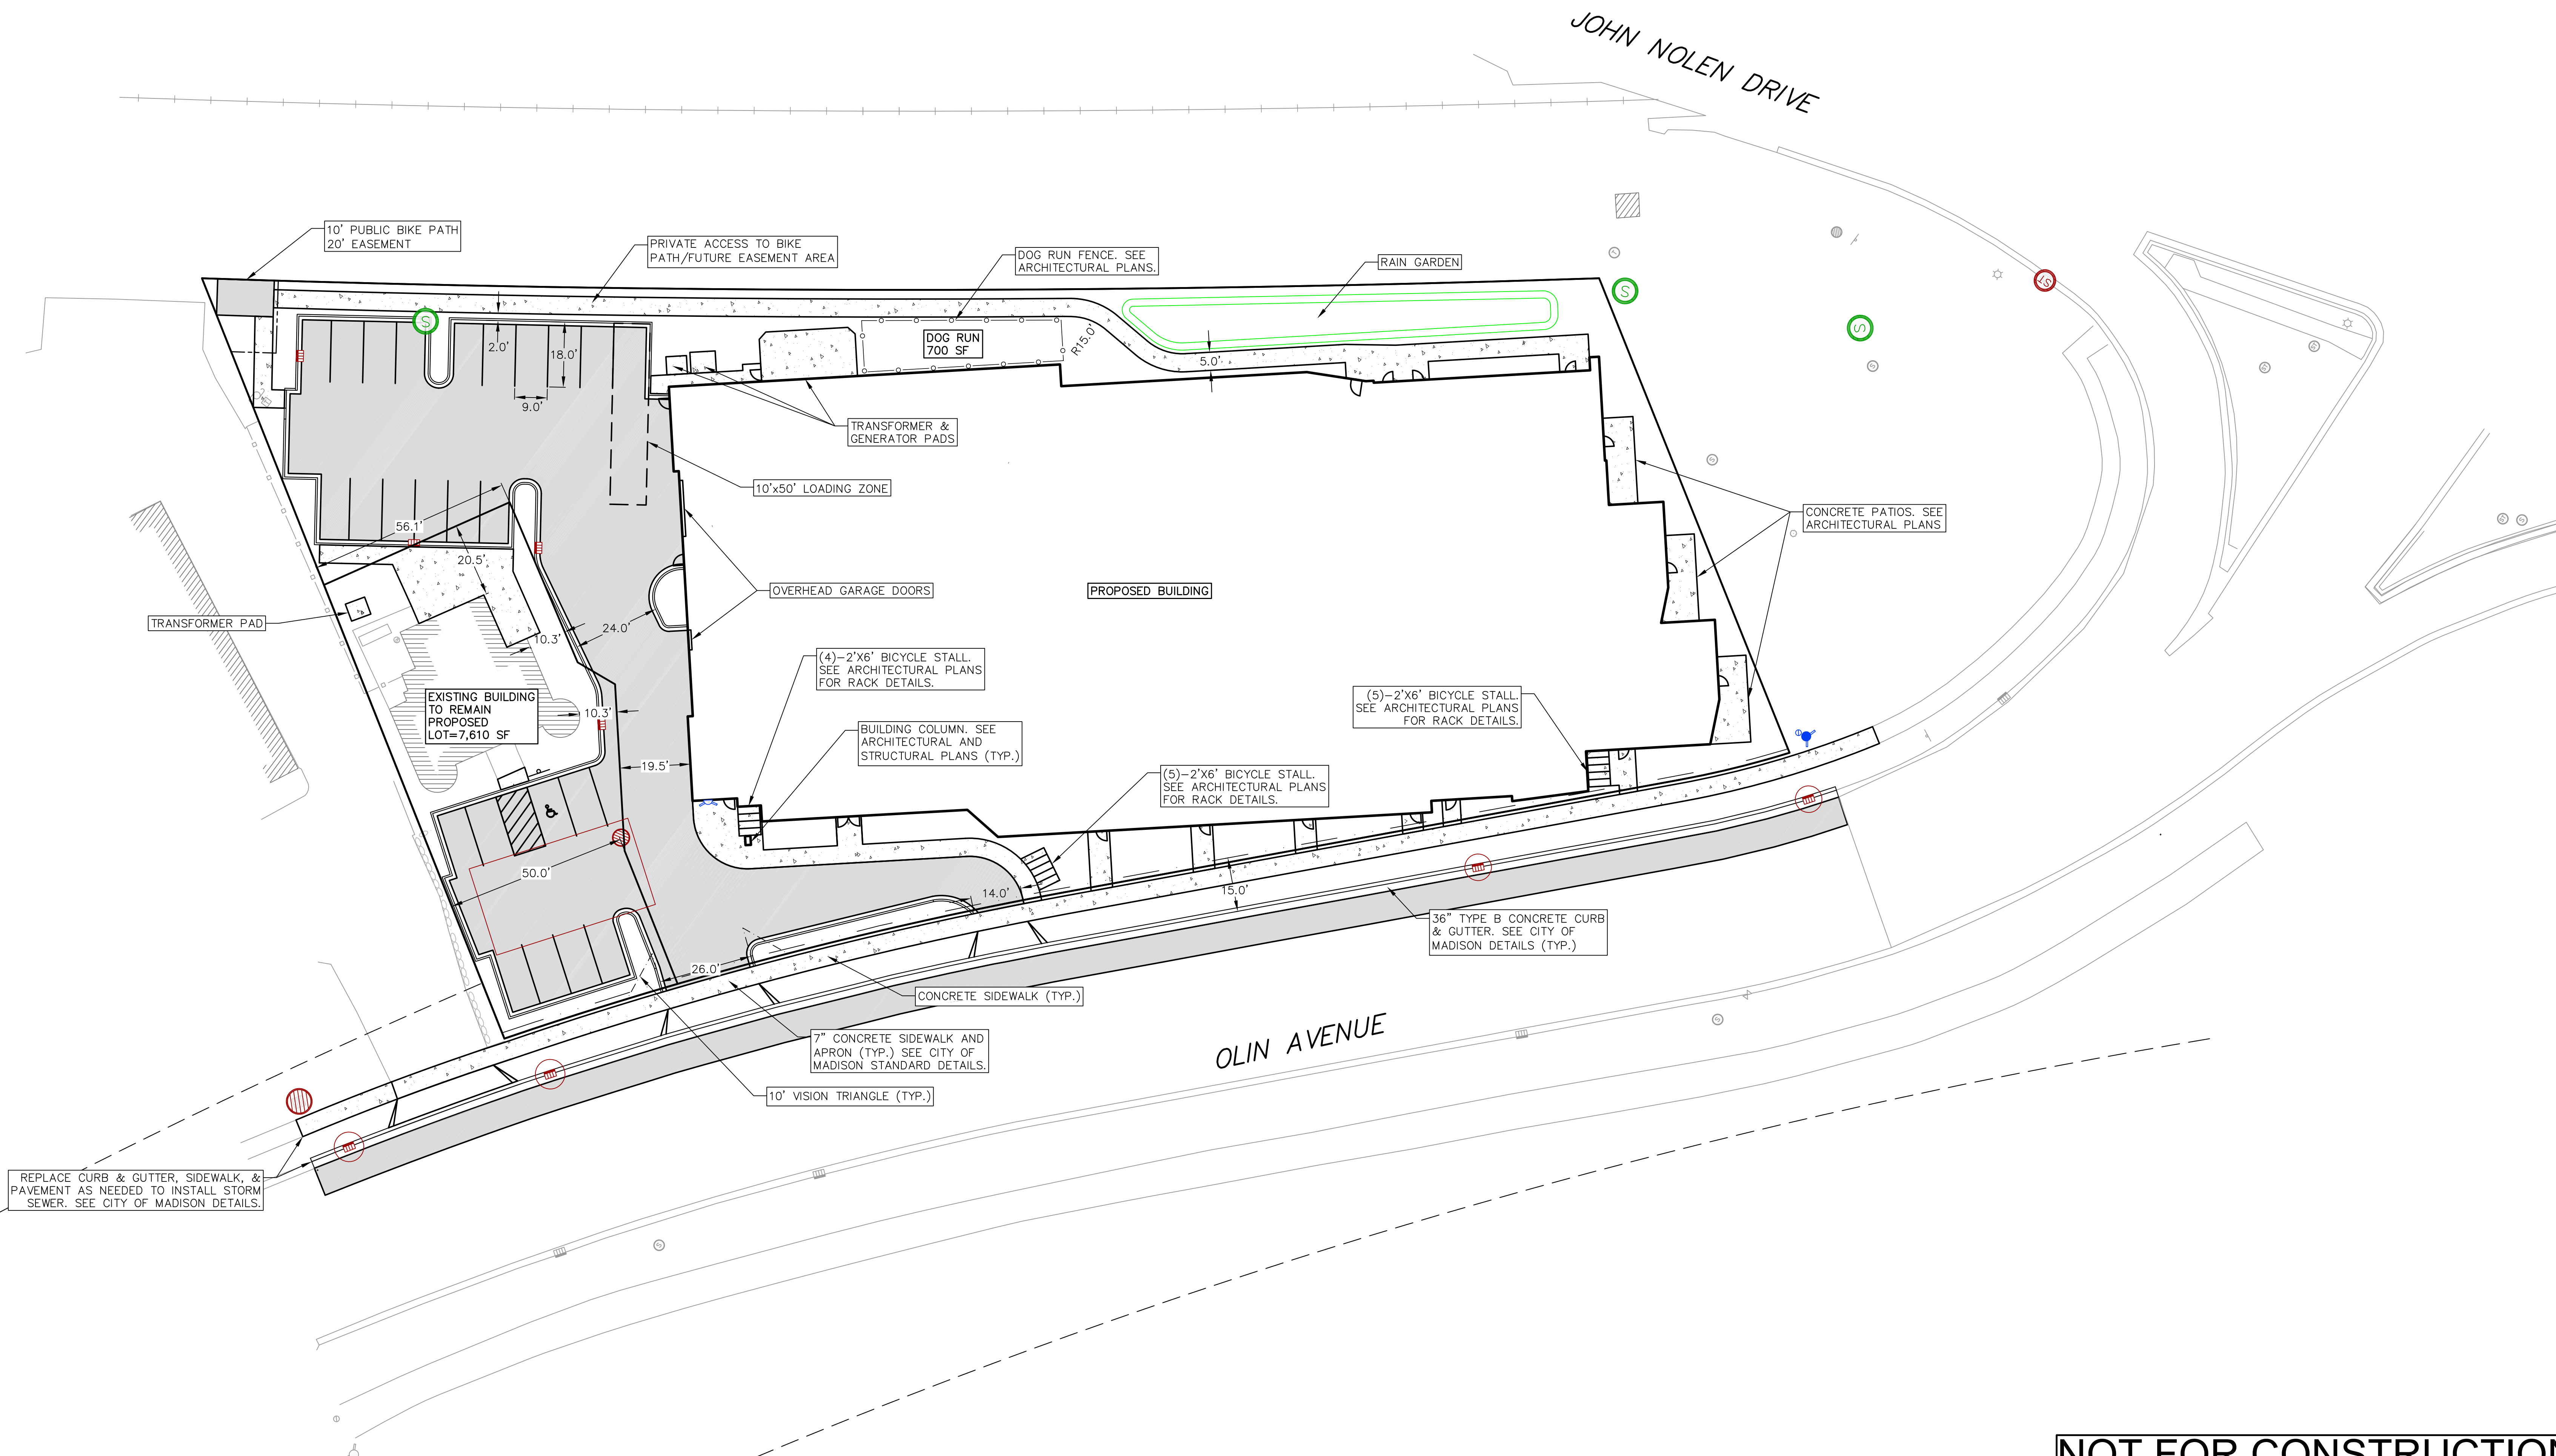 JOHN NOLEN DRIVE
10' PUBLIC BIKE PATH
20' EASEMENT
PRIVATE ACCESS TO BIKE
PATH/FUTURE EASEMENT AREA
DOG RUN FENCE. SEE
ARCHITECTURAL PLANS.
RAIN GARDEN
S
S
S
ST
DOG RUN
700 SF
R15.0'
2.0'
18.0'
9.0'
5.0'
TRANSFORMER &
GENERATOR PADS
10'x50' LOADING ZONE
CONCRETE PATIOS. SEE
ARCHITECTURAL PLANS
56.1'
20.5'
OVERHEAD GARAGE DOORS
PROPOSED BUILDING
TRANSFORMER PAD
10.3'
24.0'
(4)-2'X6' BICYCLE STALL.
SEE ARCHITECTURAL PLANS
FOR RACK DETAILS.
EXISTING BUILDING
TO REMAIN
PROPOSED
LOT=7,610 SF
10.3'
BUILDING COLUMN. SEE
ARCHITECTURAL AND
STRUCTURAL PLANS (TYP.)
(5)-2'X6' BICYCLE STALL.
SEE ARCHITECTURAL PLANS
FOR RACK DETAILS.
19.5'
(5)-2'X6' BICYCLE STALL.
SEE ARCHITECTURAL PLANS
FOR RACK DETAILS.
50.0'
14.0'
15.0'
36" TYPE B CONCRETE CURB
& GUTTER. SEE CITY OF
MADISON DETAILS (TYP.)
26.0'
CONCRETE SIDEWALK (TYP.)
7" CONCRETE SIDEWALK AND
APRON (TYP.) SEE CITY OF
MADISON STANDARD DETAILS.
OLIN AVENUE
10' VISION TRIANGLE (TYP.)
REPLACE CURB & GUTTER, SIDEWALK, &
PAVEMENT AS NEEDED TO INSTALL STORM
SEWER. SEE CITY OF MADISON DETAILS.
NOT FOR CONSTRUCTION